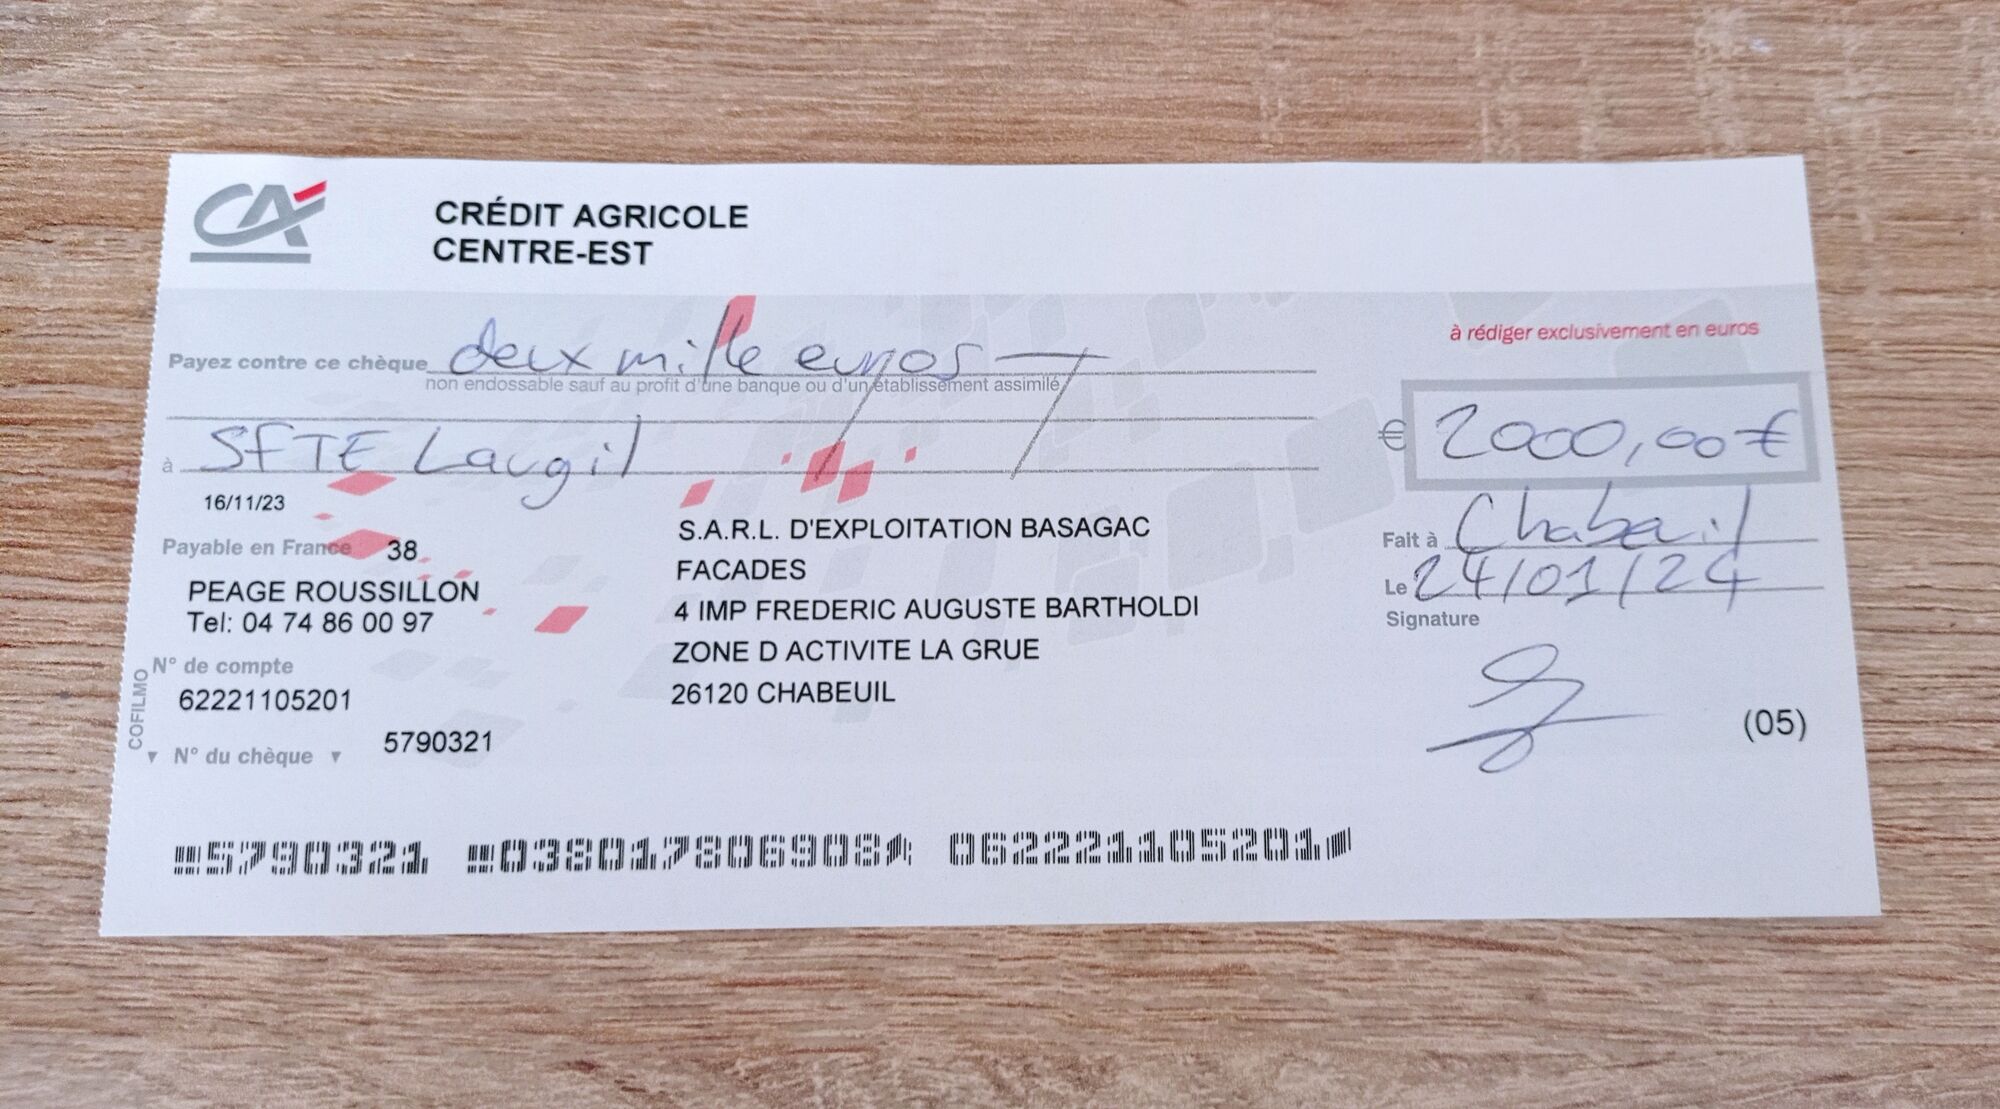 CA
CRÉDIT AGRICOLE
CENTRE-EST
à rédiger exclusivement en euros
Payez contre ce chèque deux mille euros
non endossable sauf au profit d'une banque ou d'un établissement assimilé
€ 2000,00 €
à SFTE Laugil
16/11/23
Payable en France 38
PEAGE ROUSSILLON
Tel: 04 74 86 00 97
N° de compte
62221105201
COFILMO
N° du chèque 5790321
S.A.R.L. D'EXPLOITATION BASAGAC
FACADES
4 IMP FREDERIC AUGUSTE BARTHOLDI
ZONE D ACTIVITE LA GRUE
26120 CHABEUIL
Fait à Chabeuil
Le 24/01/24
Signature
(05)
5790321 038017806908 062221105201